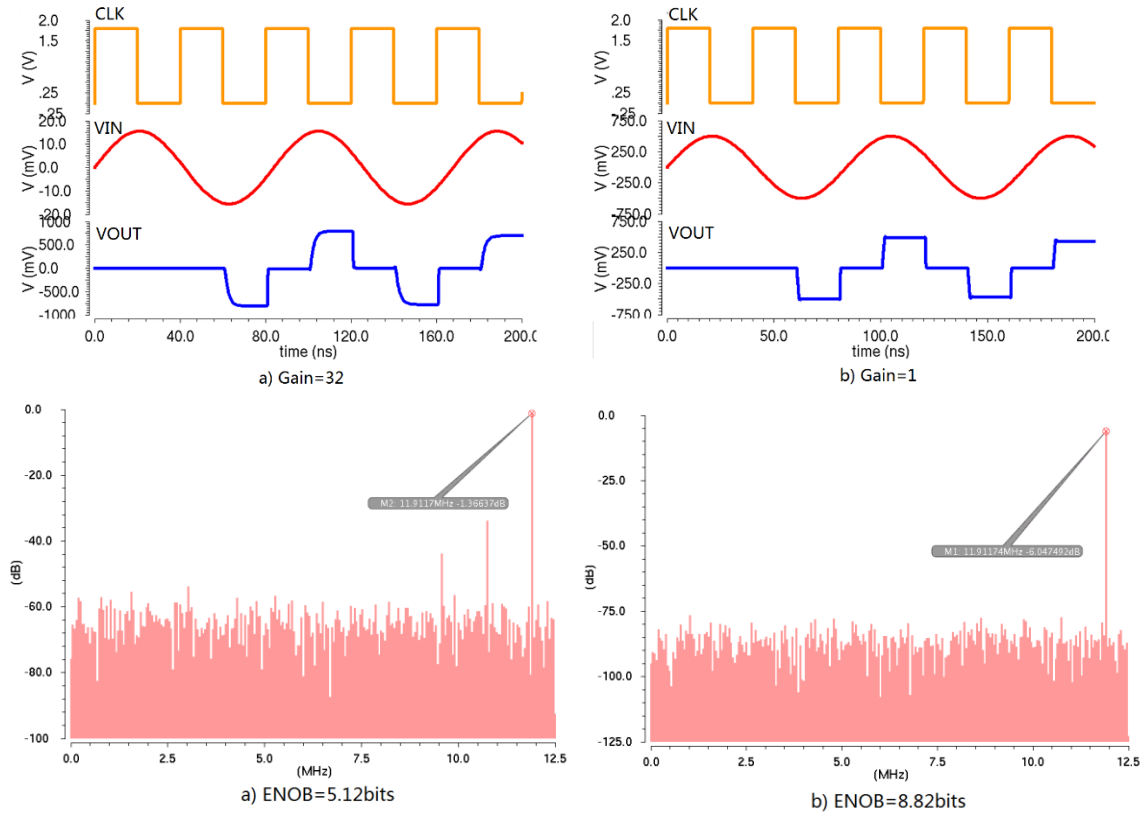 CLK
2.0
1.5
.25
-.25
V (V)
VIN
20.0
10.0
0.0
-10.0
20.0
V (mV)
VOUT
1000
500.0
0.0
-500.0
-1000
V (mV)
0.0 40.0 80.0 120.0 160.0 200.0
time (ns)
a) Gain=32
CLK
2.0
1.5
.25
-.25
V (V)
VIN
750.0
250.0
-250.0
-750.0
V (mV)
VOUT
750.0
250.0
-250.0
-750.0
V (mV)
0.0 50.0 100.0 150.0 200.0
time (ns)
b) Gain=1
0.0
-20.0
-40.0
-60.0
-80.0
-100
(dB)
M2: 11.9117MHz -1.36637dB
0.0 2.5 5.0 7.5 10.0 12.5
(MHz)
a) ENOB=5.12bits
0.0
-25.0
-50.0
-75.0
-100.0
-125.0
(dB)
M1: 11.91174MHz -6.047492dB
0.0 2.5 5.0 7.5 10.0 12.5
(MHz)
b) ENOB=8.82bits